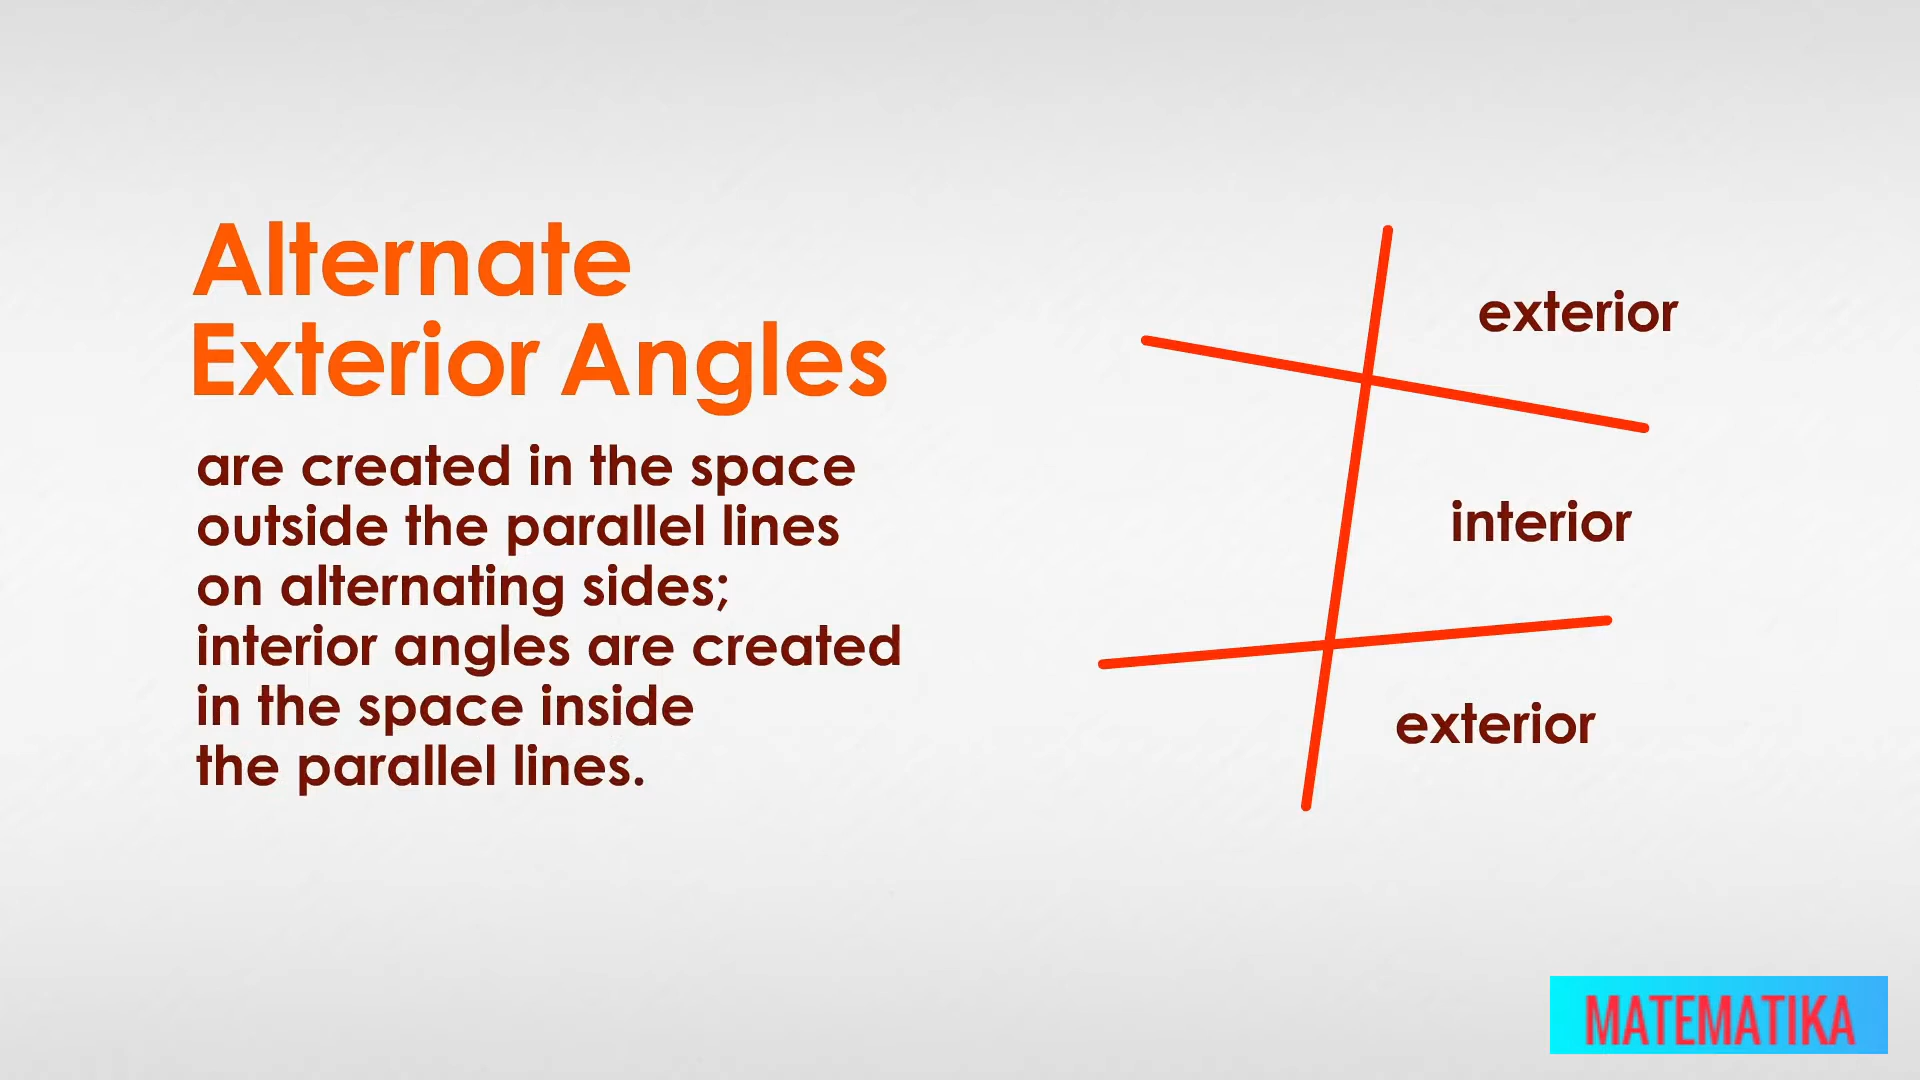 Alternate
Exterior Angles
are created in the space
outside the parallel lines
on alternating sides;
interior angles are created
in the space inside
the parallel lines.
exterior
interior
exterior
MATEMATIKA